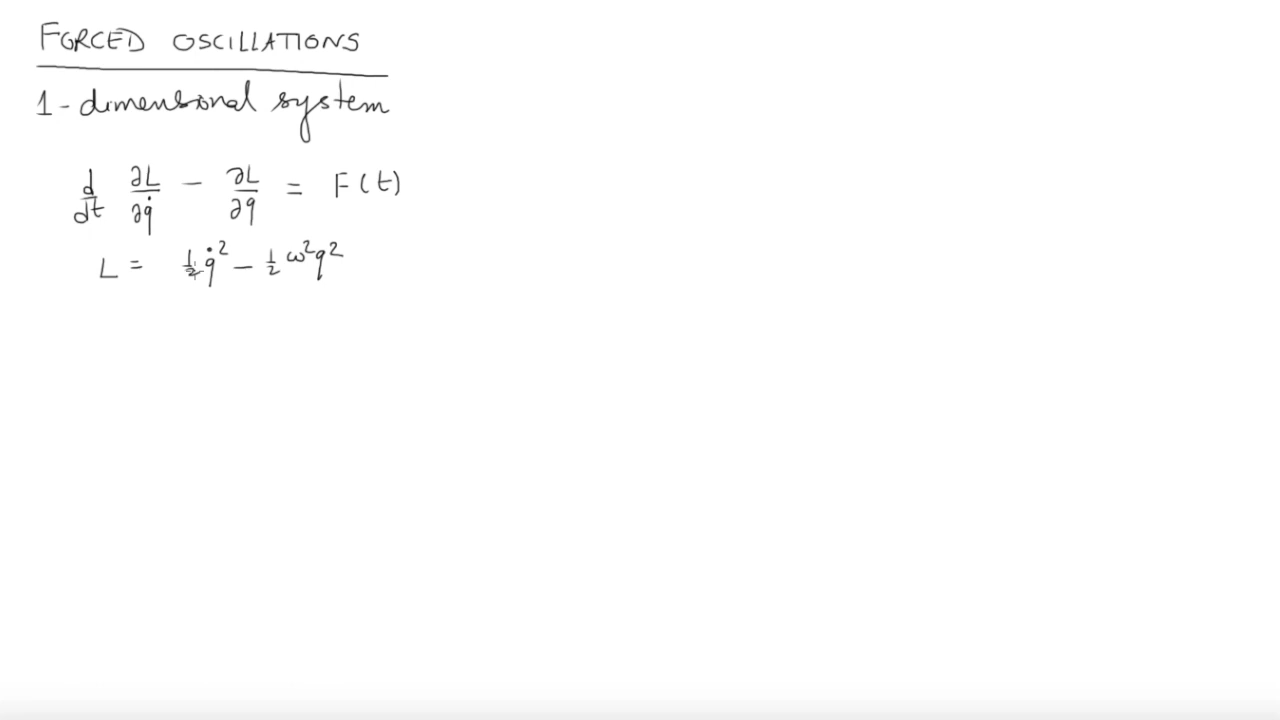 FORCED OSCILLATIONS
1-dimensional system
d/dt ∂L/∂q̇ − ∂L/∂q = F(t)
L = ½q̇² − ½ω²q²